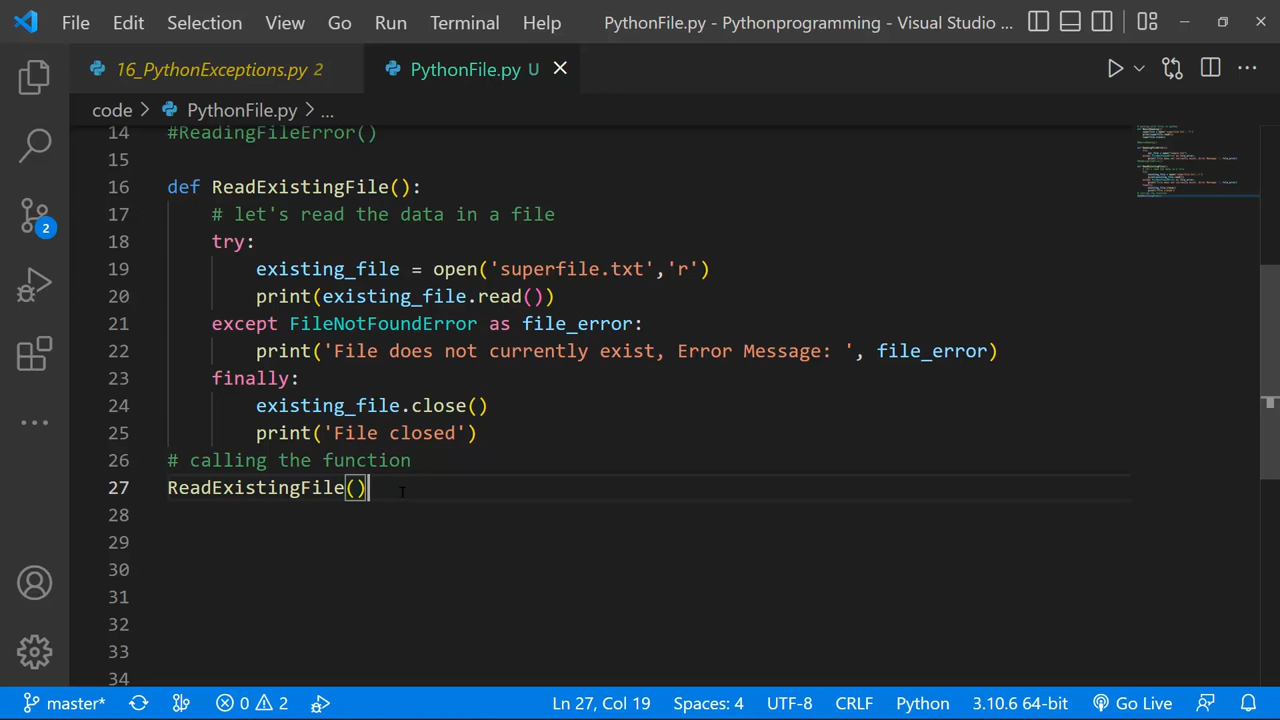 File Edit Selection View Go Run Terminal Help PythonFile.py - Pythonprogramming - Visual Studio ...
16_PythonExceptions.py 2 PythonFile.py U
code > PythonFile.py > ...
14 #ReadingFileError()
15
16 def ReadExistingFile():
17 # let's read the data in a file
18 try:
19 existing_file = open('superfile.txt','r')
20 print(existing_file.read())
21 except FileNotFoundError as file_error:
22 print('File does not currently exist, Error Message: ', file_error)
23 finally:
24 existing_file.close()
25 print('File closed')
26 # calling the function
27 ReadExistingFile()
28
29
30
31
32
33
34
2
master* 0 2 Ln 27, Col 19 Spaces: 4 UTF-8 CRLF Python 3.10.6 64-bit Go Live